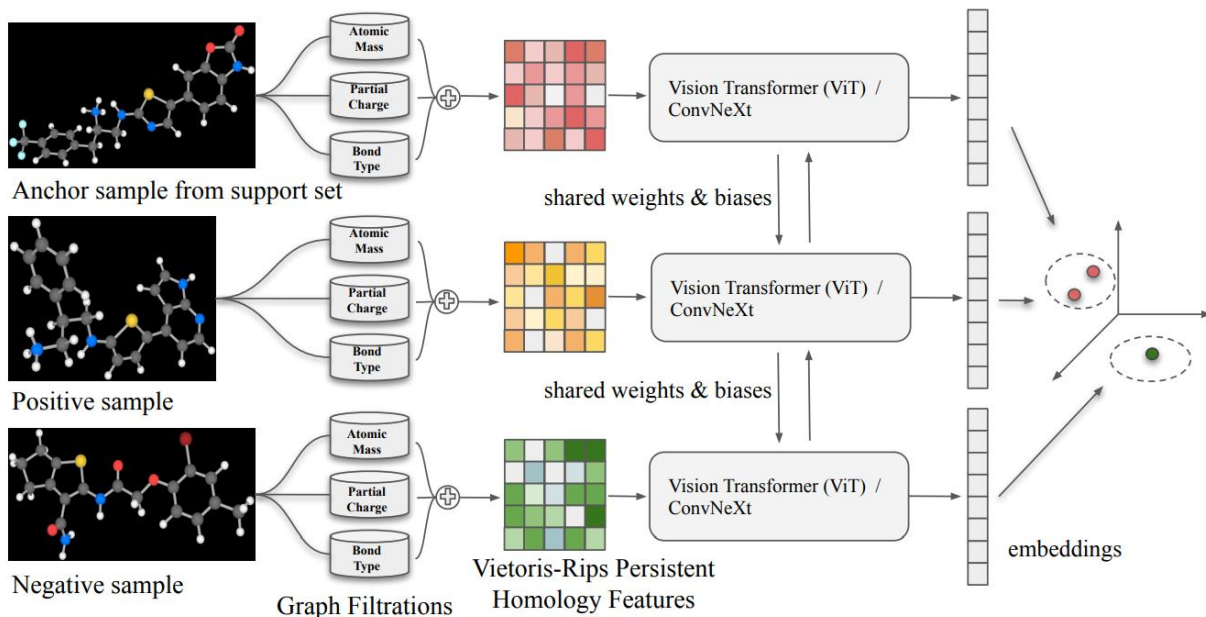 Atomic
Mass
Partial
Charge
Bond
Type
Vision Transformer (ViT) /
ConvNeXt
Anchor sample from support set
shared weights & biases
Atomic
Mass
Partial
Charge
Bond
Type
Vision Transformer (ViT) /
ConvNeXt
Positive sample
shared weights & biases
Atomic
Mass
Partial
Charge
Bond
Type
Vision Transformer (ViT) /
ConvNeXt
Negative sample
Graph Filtrations
Vietoris-Rips Persistent
Homology Features
embeddings